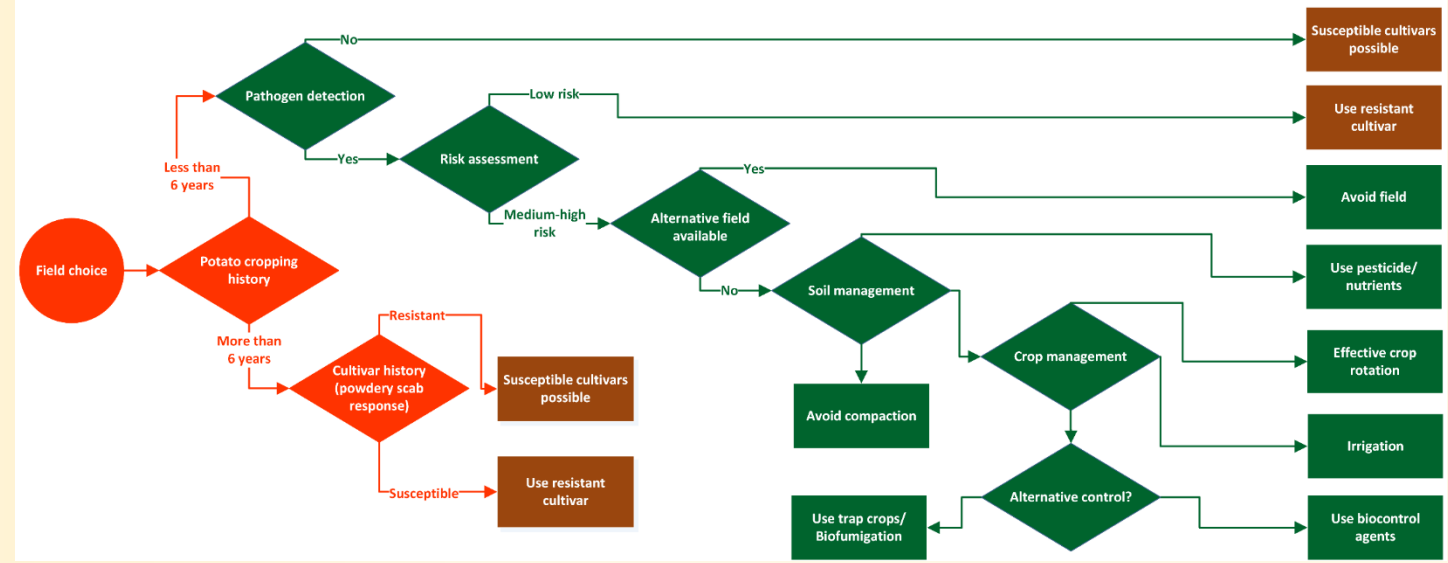 No
Susceptible cultivars
possible
Pathogen detection
Low risk
Use resistant
cultivar
Yes
Risk assessment
Less than
6 years
Yes
Avoid field
Medium-high
risk
Alternative field
available
Field choice
Potato cropping
history
No
Soil management
Use pesticide/
nutrients
Resistant
More than
6 years
Cultivar history
(powdery scab
response)
Susceptible cultivars
possible
Crop management
Effective crop
rotation
Avoid compaction
Irrigation
Susceptible
Use resistant
cultivar
Alternative control?
Use trap crops/
Biofumigation
Use biocontrol
agents